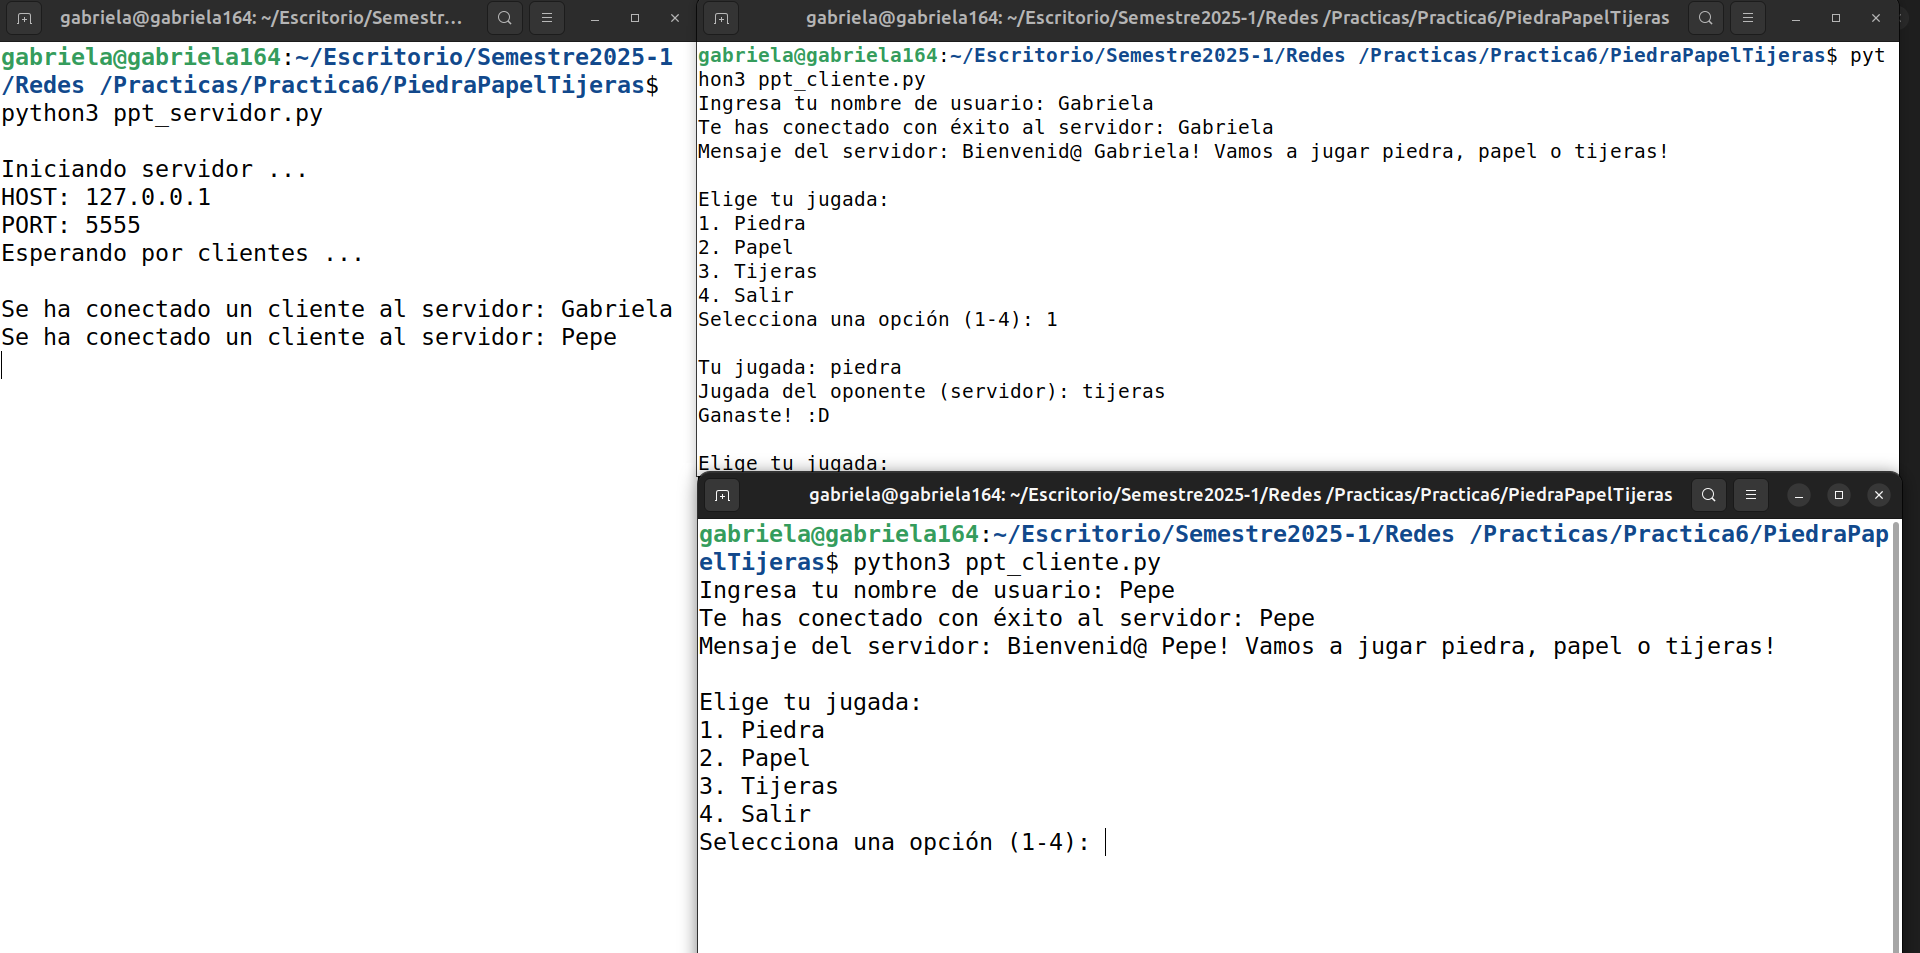 gabriela@gabriela164: ~/Escritorio/Semestr...
gabriela@gabriela164:~/Escritorio/Semestre2025-1
/Redes /Practicas/Practica6/PiedraPapelTijeras$
python3 ppt_servidor.py
Iniciando servidor ...
HOST: 127.0.0.1
PORT: 5555
Esperando por clientes ...
Se ha conectado un cliente al servidor: Gabriela
Se ha conectado un cliente al servidor: Pepe
gabriela@gabriela164: ~/Escritorio/Semestre2025-1/Redes /Practicas/Practica6/PiedraPapelTijeras
gabriela@gabriela164:~/Escritorio/Semestre2025-1/Redes /Practicas/Practica6/PiedraPapelTijeras$ pyt
hon3 ppt_cliente.py
Ingresa tu nombre de usuario: Gabriela
Te has conectado con éxito al servidor: Gabriela
Mensaje del servidor: Bienvenid@ Gabriela! Vamos a jugar piedra, papel o tijeras!
Elige tu jugada:
1. Piedra
2. Papel
3. Tijeras
4. Salir
Selecciona una opción (1-4): 1
Tu jugada: piedra
Jugada del oponente (servidor): tijeras
Ganaste! :D
Elige tu jugada:
gabriela@gabriela164: ~/Escritorio/Semestre2025-1/Redes /Practicas/Practica6/PiedraPapelTijeras
gabriela@gabriela164:~/Escritorio/Semestre2025-1/Redes /Practicas/Practica6/PiedraPap
elTijeras$ python3 ppt_cliente.py
Ingresa tu nombre de usuario: Pepe
Te has conectado con éxito al servidor: Pepe
Mensaje del servidor: Bienvenid@ Pepe! Vamos a jugar piedra, papel o tijeras!
Elige tu jugada:
1. Piedra
2. Papel
3. Tijeras
4. Salir
Selecciona una opción (1-4):